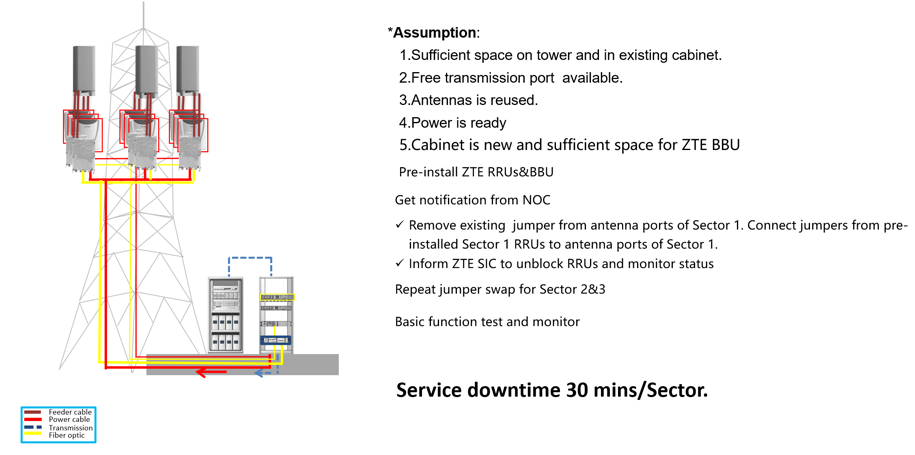 *Assumption:
1.Sufficient space on tower and in existing cabinet.
2.Free transmission port  available.
3.Antennas is reused.
4.Power is ready
5.Cabinet is new and sufficient space for ZTE BBU
Pre-install ZTE RRUs&BBU
Get notification from NOC
✓ Remove existing  jumper from antenna ports of Sector 1. Connect jumpers from pre-
installed Sector 1 RRUs to antenna ports of Sector 1.
✓ Inform ZTE SIC to unblock RRUs and monitor status
Repeat jumper swap for Sector 2&3
Basic function test and monitor
Service downtime 30 mins/Sector.
Feeder cable
Power cable
Transmission
Fiber optic